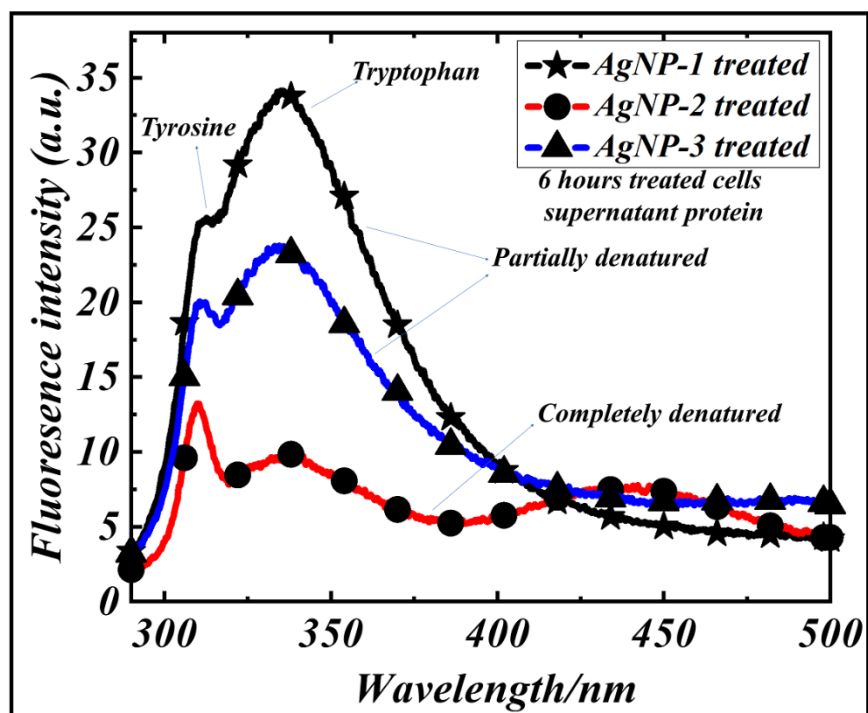 Fluoresence intensity (a.u.)
35
30
25
20
15
10
5
0
Tyrosine
Tryptophan
AgNP-1 treated
AgNP-2 treated
AgNP-3 treated
6 hours treated cells
supernatant protein
Partially denatured
Completely denatured
300
350
400
450
500
Wavelength/nm